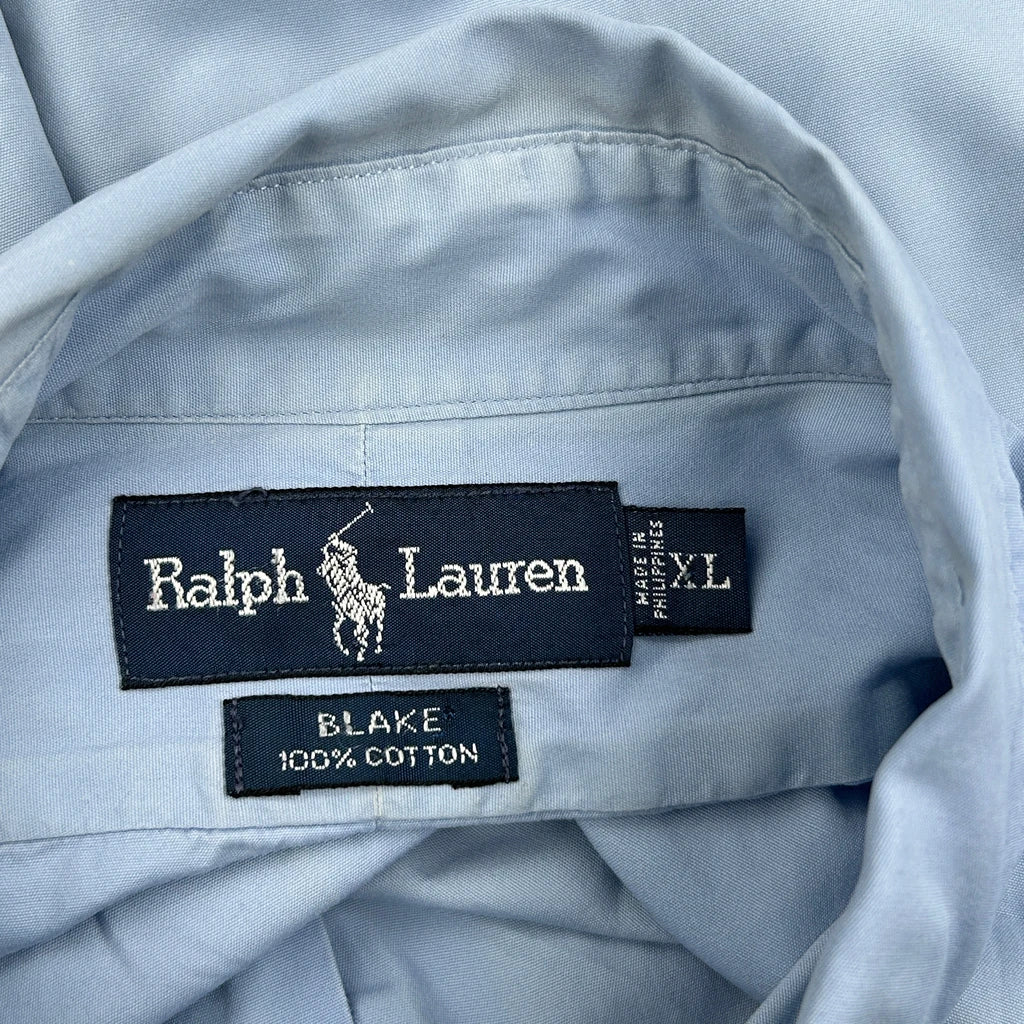 Ralph Lauren
MADE IN
PHILIPPINES
XL
BLAKE
100% COTTON